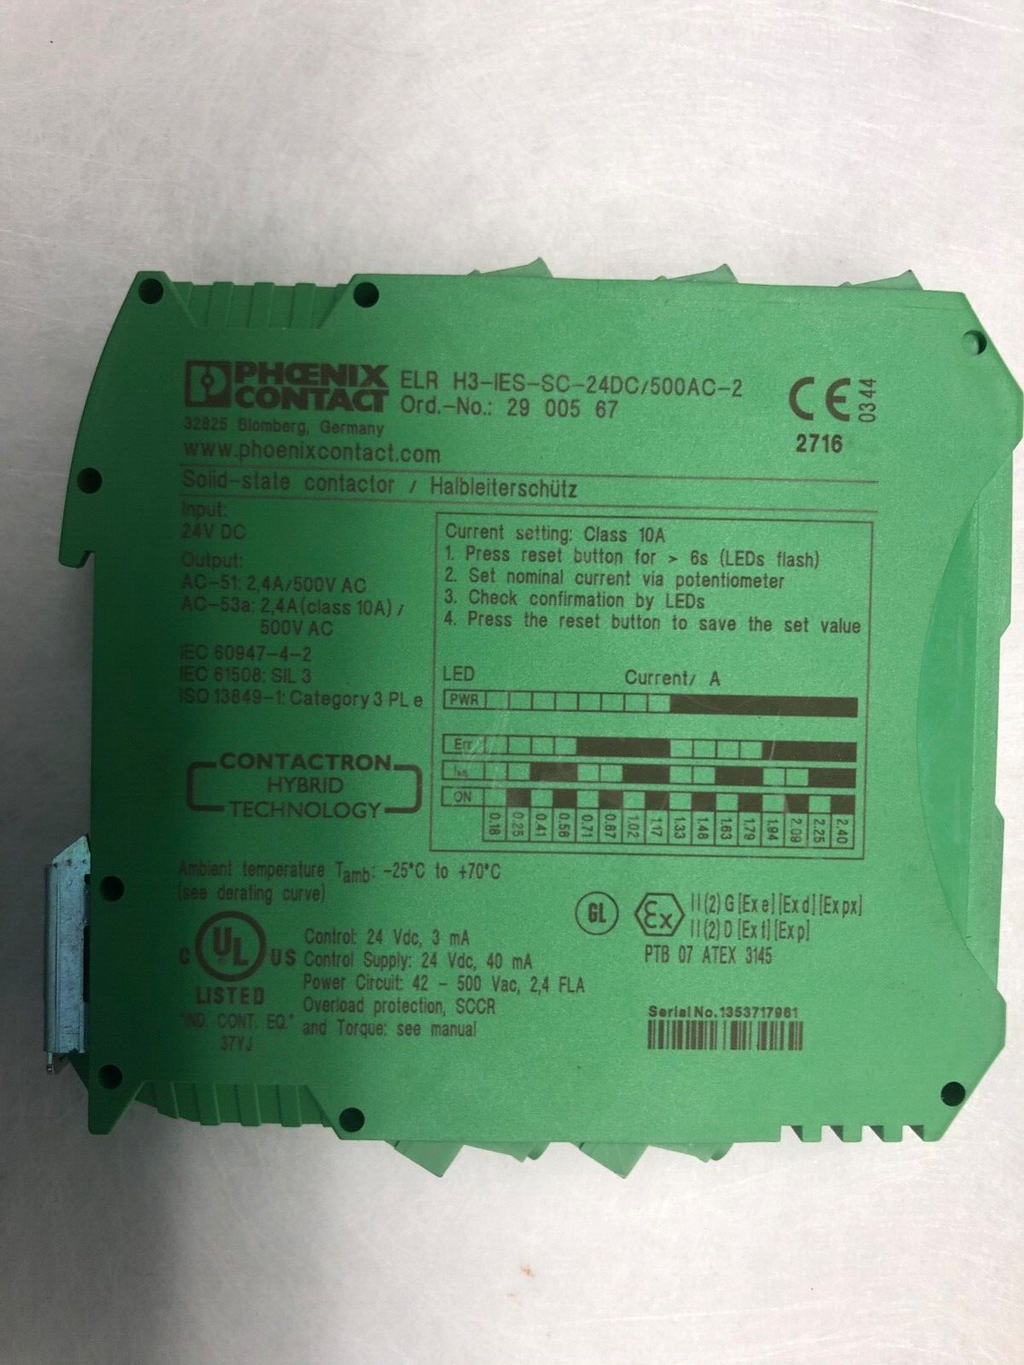 PHŒNIX
CONTACT
ELR H3-IES-SC-24DC/500AC-2
Ord.-No.: 29 005 67
CE
0344
2716
32825 Blomberg, Germany
www.phoenixcontact.com
Solid-state contactor / Halbleiterschütz
Input:
24V DC
Output:
AC-51: 2,4A/500V AC
AC-53a: 2,4A (class 10A) /
500V AC
IEC 60947-4-2
IEC 61508: SIL 3
ISO 13849-1: Category 3 PL e
CONTACTRON
HYBRID
TECHNOLOGY
Current setting: Class 10A
1. Press reset button for > 6s (LEDs flash)
2. Set nominal current via potentiometer
3. Check confirmation by LEDs
4. Press the reset button to save the set value
LED Current/ A
PWR
Err
ON
0.18 0.25 0.41 0.56 0.71 0.87 1.02 1.17 1.33 1.48 1.63 1.79 1.94 2.09 2.25 2.40
Ambient temperature Tamb: -25°C to +70°C
(see derating curve)
C UL US
LISTED
"IND. CONT. EQ."
37YJ
Control: 24 Vdc, 3 mA
Control Supply: 24 Vdc, 40 mA
Power Circuit: 42 - 500 Vac, 2,4 FLA
Overload protection, SCCR
and Torque: see manual
GL
Ex
II (2) G [Ex e] [Ex d] [Ex px]
II (2) D [Ex t] [Ex p]
PTB 07 ATEX 3145
Serial No. 1353717961